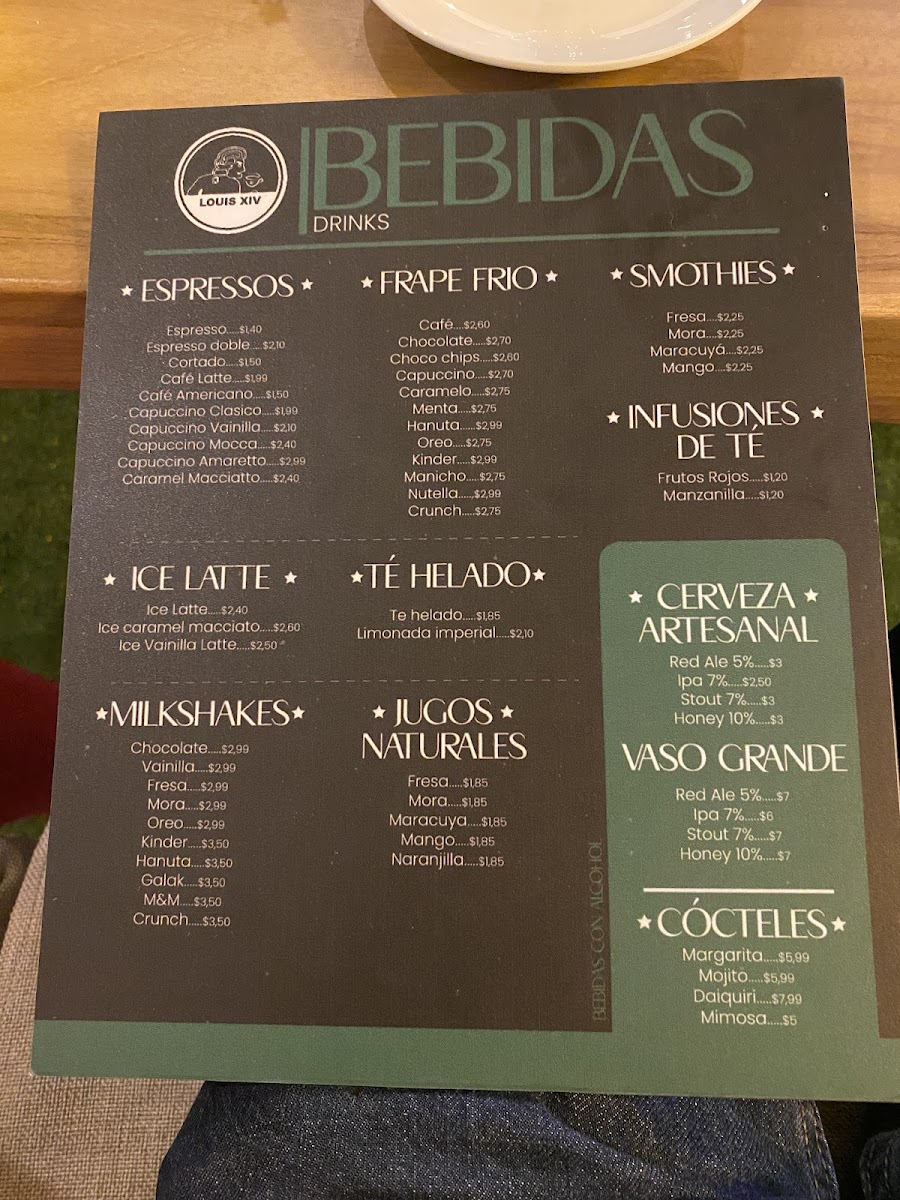 LOUIS XIV
BEBIDAS
DRINKS
ESPRESSOS
Espresso.....$1,40
Espresso doble.....$2,10
Cortado.....$1,50
Café Latte.....$1,99
Café Americano.....$1,50
Capuccino Clasico.....$1,99
Capuccino Vainilla.....$2,10
Capuccino Mocca.....$2,40
Capuccino Amaretto.....$2,99
Caramel Macciatto.....$2,40
FRAPE FRIO
Café.....$2,60
Chocolate.....$2,70
Choco chips.....$2,60
Capuccino.....$2,70
Caramelo.....$2,75
Menta.....$2,75
Hanuta.....$2,99
Oreo.....$2,75
Kinder.....$2,99
Manicho.....$2,75
Nutella.....$2,99
Crunch.....$2,75
SMOTHIES
Fresa.....$2,25
Mora.....$2,25
Maracuyá.....$2,25
Mango.....$2,25
INFUSIONES
DE TÉ
Frutos Rojos.....$1,20
Manzanilla.....$1,20
ICE LATTE
Ice Latte.....$2,40
Ice caramel macciato.....$2,60
Ice Vainilla Latte.....$2,50
TÉ HELADO
Te helado.....$1,85
Limonada imperial.....$2,10
MILKSHAKES
Chocolate.....$2,99
Vainilla.....$2,99
Fresa.....$2,99
Mora.....$2,99
Oreo.....$2,99
Kinder.....$3,50
Hanuta.....$3,50
Galak.....$3,50
M&M.....$3,50
Crunch.....$3,50
JUGOS
NATURALES
Fresa.....$1,85
Mora.....$1,85
Maracuya.....$1,85
Mango.....$1,85
Naranjilla.....$1,85
BEBIDAS CON ALGOHOL
CERVEZA
ARTESANAL
Red Ale 5%.....$3
Ipa 7%.....$2,50
Stout 7%.....$3
Honey 10%.....$3
VASO GRANDE
Red Ale 5%.....$7
Ipa 7%.....$6
Stout 7%.....$7
Honey 10%.....$7
CÓCTELES
Margarita.....$5,99
Mojito.....$5,99
Daiquiri.....$7,99
Mimosa.....$5